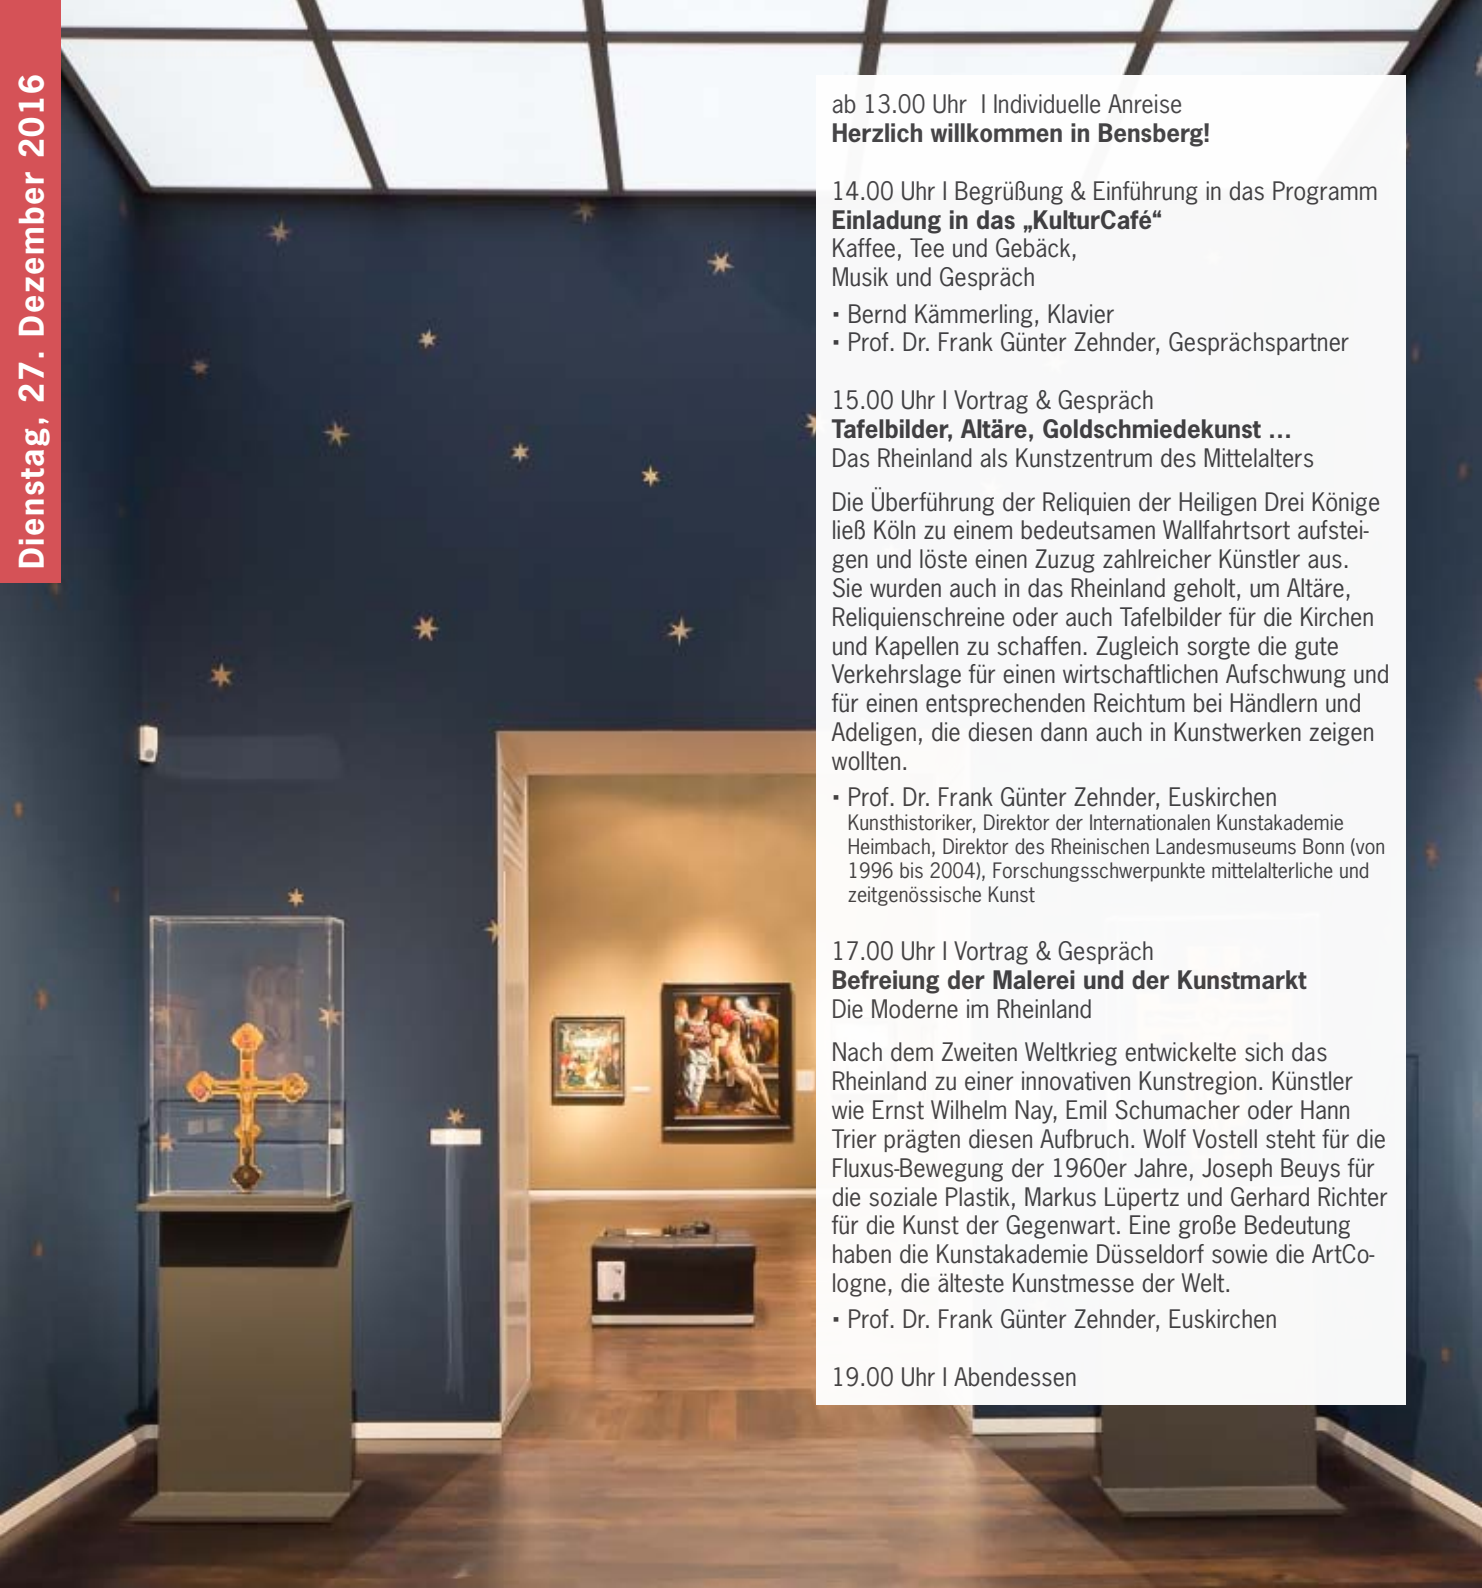 Dienstag, 27. Dezember 2016
ab 13.00 Uhr I Individuelle Anreise
Herzlich willkommen in Bensberg!
14.00 Uhr I Begrüßung & Einführung in das Programm
Einladung in das „KulturCafé“
Kaffee, Tee und Gebäck,
Musik und Gespräch
▪ Bernd Kämmerling, Klavier
▪ Prof. Dr. Frank Günter Zehnder, Gesprächspartner
15.00 Uhr I Vortrag & Gespräch
Tafelbilder, Altäre, Goldschmiedekunst ...
Das Rheinland als Kunstzentrum des Mittelalters
Die Überführung der Reliquien der Heiligen Drei Könige
ließ Köln zu einem bedeutsamen Wallfahrtsort aufstei-
gen und löste einen Zuzug zahlreicher Künstler aus.
Sie wurden auch in das Rheinland geholt, um Altäre,
Reliquienschreine oder auch Tafelbilder für die Kirchen
und Kapellen zu schaffen. Zugleich sorgte die gute
Verkehrslage für einen wirtschaftlichen Aufschwung und
für einen entsprechenden Reichtum bei Händlern und
Adeligen, die diesen dann auch in Kunstwerken zeigen
wollten.
▪ Prof. Dr. Frank Günter Zehnder, Euskirchen
Kunsthistoriker, Direktor der Internationalen Kunstakademie
Heimbach, Direktor des Rheinischen Landesmuseums Bonn (von
1996 bis 2004), Forschungsschwerpunkte mittelalterliche und
zeitgenössische Kunst
17.00 Uhr I Vortrag & Gespräch
Befreiung der Malerei und der Kunstmarkt
Die Moderne im Rheinland
Nach dem Zweiten Weltkrieg entwickelte sich das
Rheinland zu einer innovativen Kunstregion. Künstler
wie Ernst Wilhelm Nay, Emil Schumacher oder Hann
Trier prägten diesen Aufbruch. Wolf Vostell steht für die
Fluxus-Bewegung der 1960er Jahre, Joseph Beuys für
die soziale Plastik, Markus Lüpertz und Gerhard Richter
für die Kunst der Gegenwart. Eine große Bedeutung
haben die Kunstakademie Düsseldorf sowie die ArtCo-
logne, die älteste Kunstmesse der Welt.
▪ Prof. Dr. Frank Günter Zehnder, Euskirchen
19.00 Uhr I Abendessen